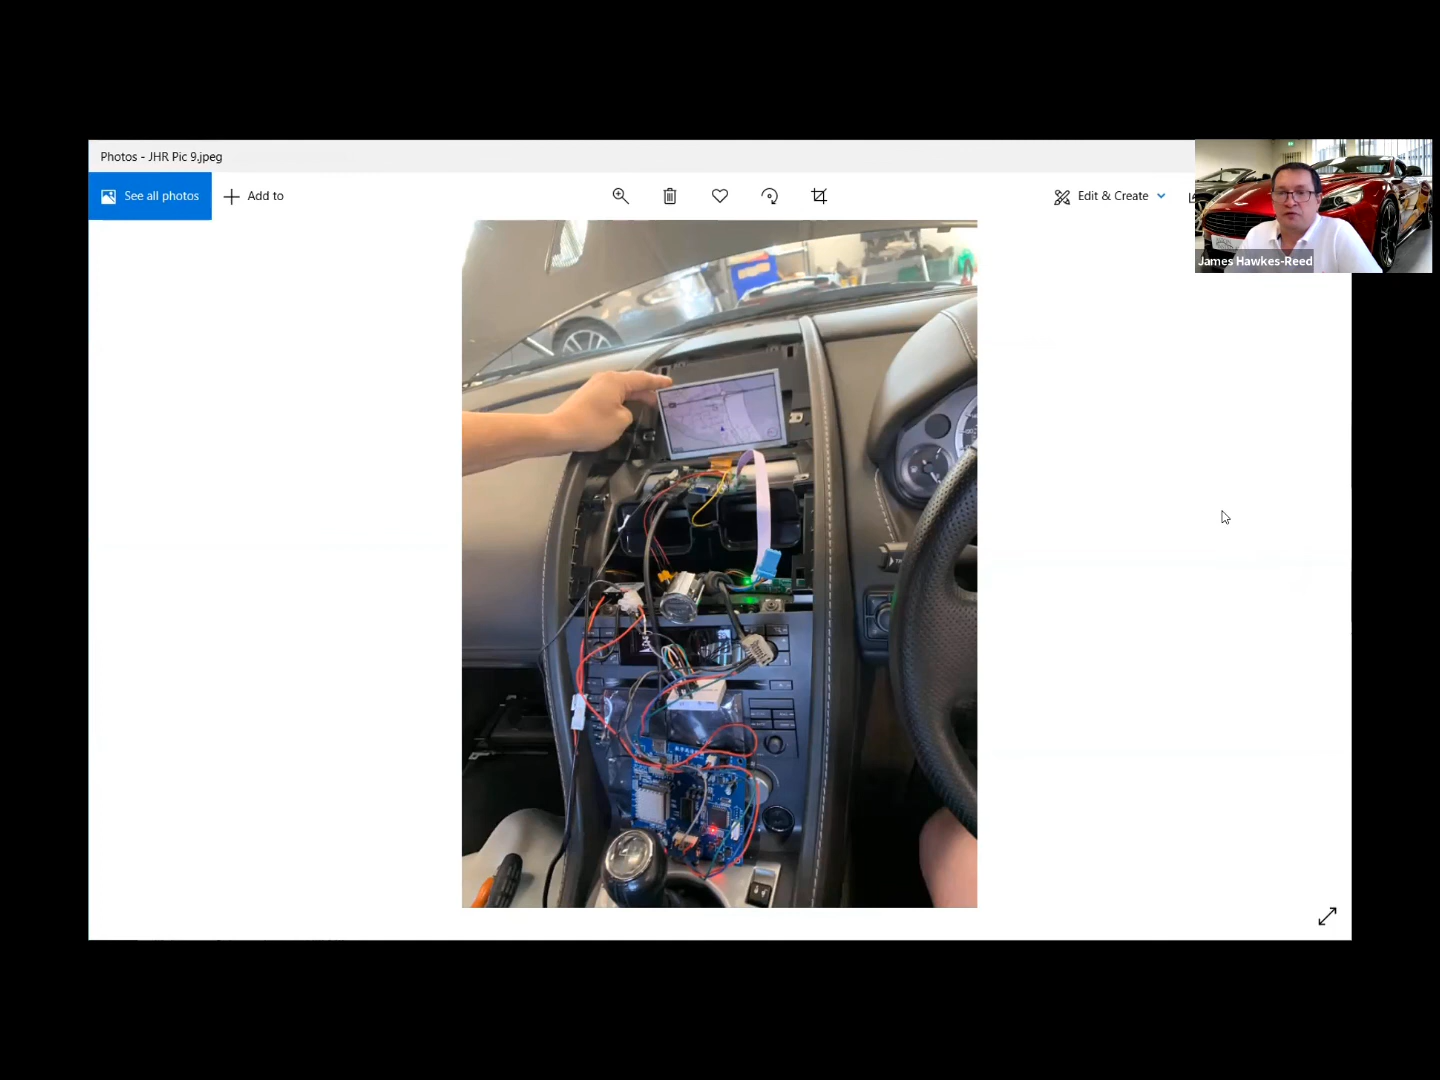 Photos - JHR Pic 9.jpeg
See all photos
Add to
Edit & Create
James Hawkes-Reed